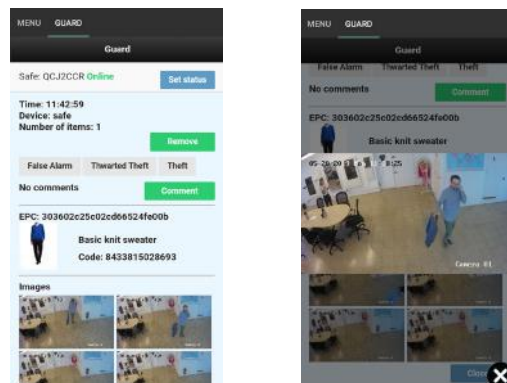 MENU GUARD
Guard
Safe: QCJ2CCR Online
Set status
Time: 11:42:59
Device: safe
Number of items: 1
Remove
False Alarm Thwarted Theft Theft
No comments
Comment
EPC: 303602c25c02cd66524fe00b
Basic knit sweater
Code: 8433815028693
Images
MENU GUARD
Guard
False Alarm Thwarted Theft Theft
No comments
Comment
EPC: 303602c25c02cd66524fe00b
Basic knit sweater
Camera 01
Close